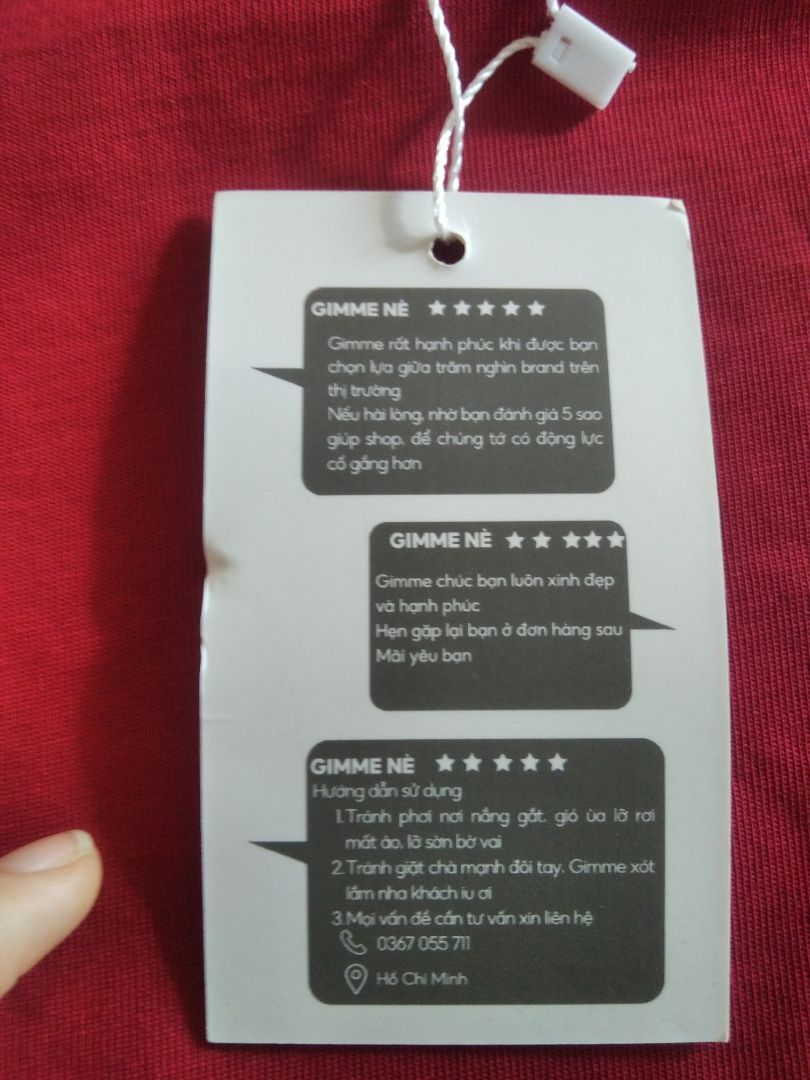 GIMME NÈ ★★★★★
Gimme rất hạnh phúc khi được bạn
chọn lựa giữa trăm nghìn brand trên
thị trường
Nếu hài lòng, nhờ bạn đánh giá 5 sao
giúp shop, để chúng tớ có động lực
cố gắng hơn
GIMME NÈ ★★★★★
Gimme chúc bạn luôn xinh đẹp
và hạnh phúc
Hẹn gặp lại bạn ở đơn hàng sau
Mãi yêu bạn
GIMME NÈ ★★★★★
Hướng dẫn sử dụng
1.Tránh phơi nơi nắng gắt, gió ùa lỡ rơi
mất áo, lỡ sờn bờ vai
2.Tránh giặt chà mạnh đôi tay, Gimme xót
lắm nha khách iu ơi
3.Mọi vấn đề cần tư vấn xin liên hệ
0367 055 711
Hồ Chí Minh